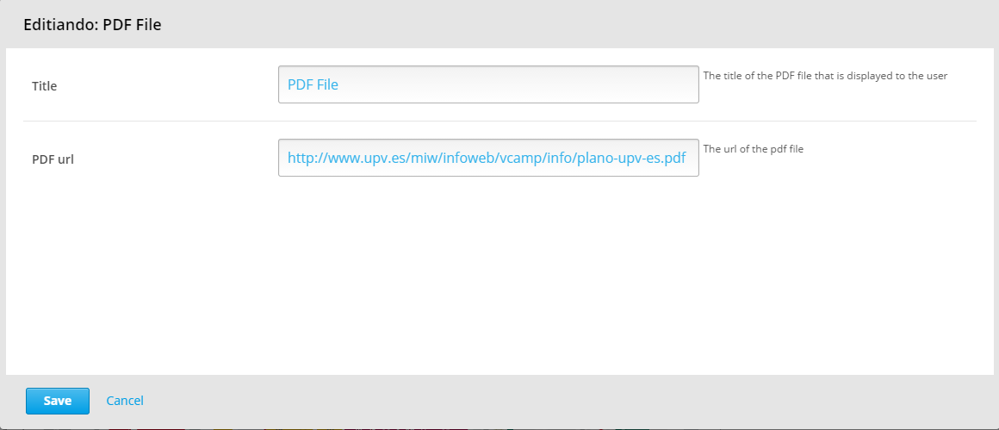 Editiando: PDF File
Title
PDF File
The title of the PDF file that is displayed to the user
PDF url
http://www.upv.es/miw/infoweb/vcamp/info/plano-upv-es.pdf
The url of the pdf file
Save
Cancel